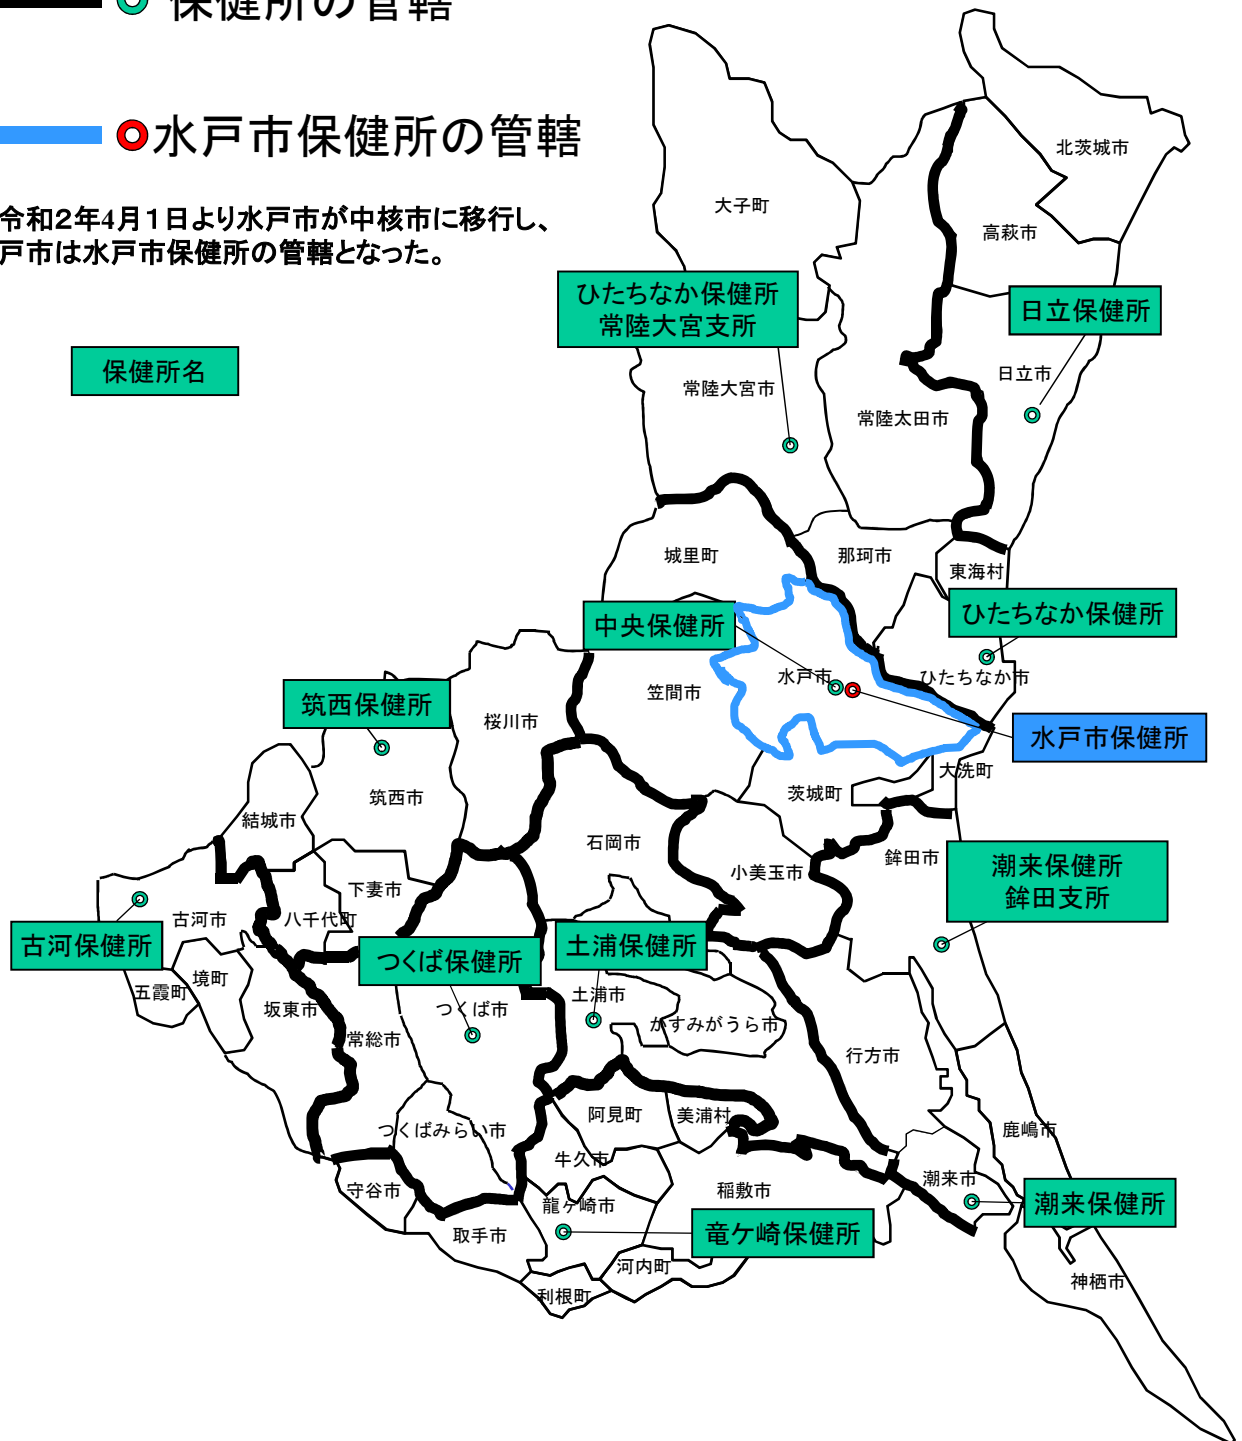 保健所の管轄
水戸市保健所の管轄
令和2年4月1日より水戸市が中核市に移行し、
戸市は水戸市保健所の管轄となった。
保健所名
北茨城市
大子町
高萩市
ひたちなか保健所
常陸大宮支所
日立保健所
日立市
常陸大宮市
常陸太田市
城里町
那珂市
東海村
ひたちなか保健所
中央保健所
水戸市
ひたちなか市
笠間市
筑西保健所
桜川市
水戸市保健所
大洗町
茨城町
筑西市
結城市
石岡市
小美玉市
鉾田市
潮来保健所
鉾田支所
下妻市
八千代町
古河市
古河保健所
つくば保健所
土浦保健所
境町
五霞町
坂東市
つくば市
土浦市
かすみがうら市
常総市
行方市
阿見町
美浦村
つくばみらい市
鹿嶋市
牛久市
守谷市
稲敷市
潮来市
潮来保健所
龍ヶ崎市
取手市
竜ケ崎保健所
河内町
利根町
神栖市